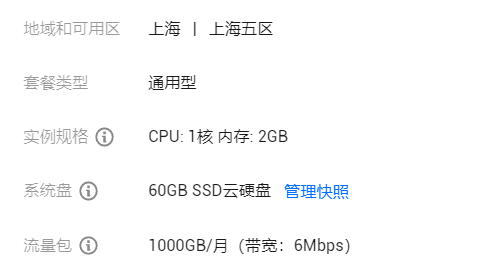 地域和可用区 上海 | 上海五区
套餐类型 通用型
实例规格 CPU: 1核 内存: 2GB
系统盘 60GB SSD云硬盘 管理快照
流量包 1000GB/月（带宽：6Mbps）